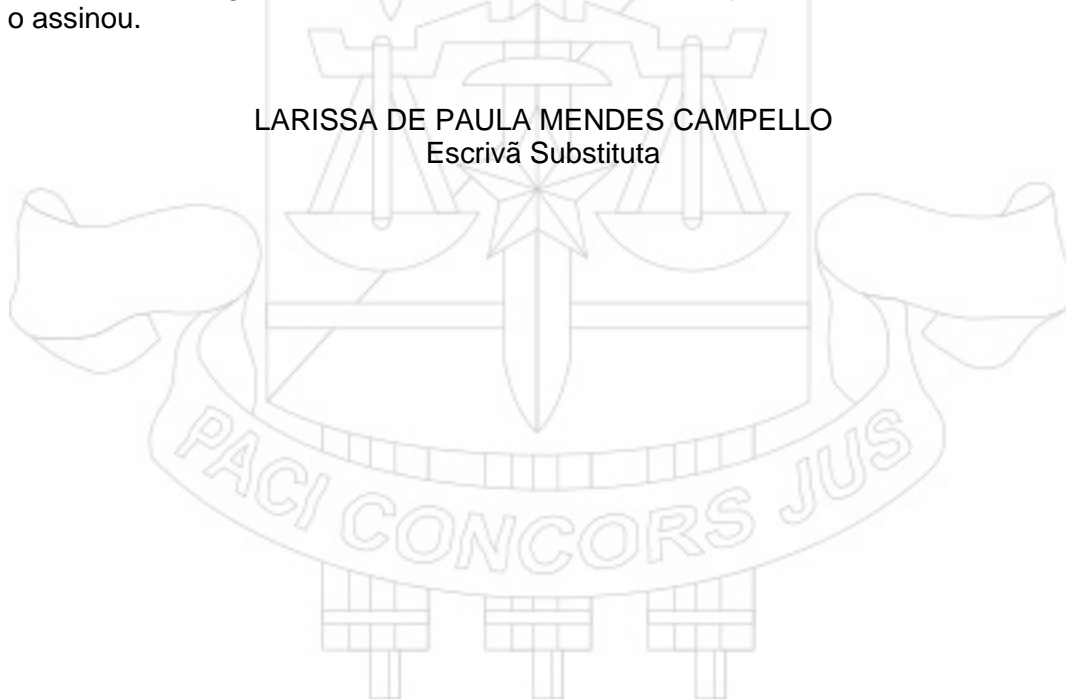 o assinou.
LARISSA DE PAULA MENDES CAMPELLO
Escrivã Substituta
PACI CONCORS JUS